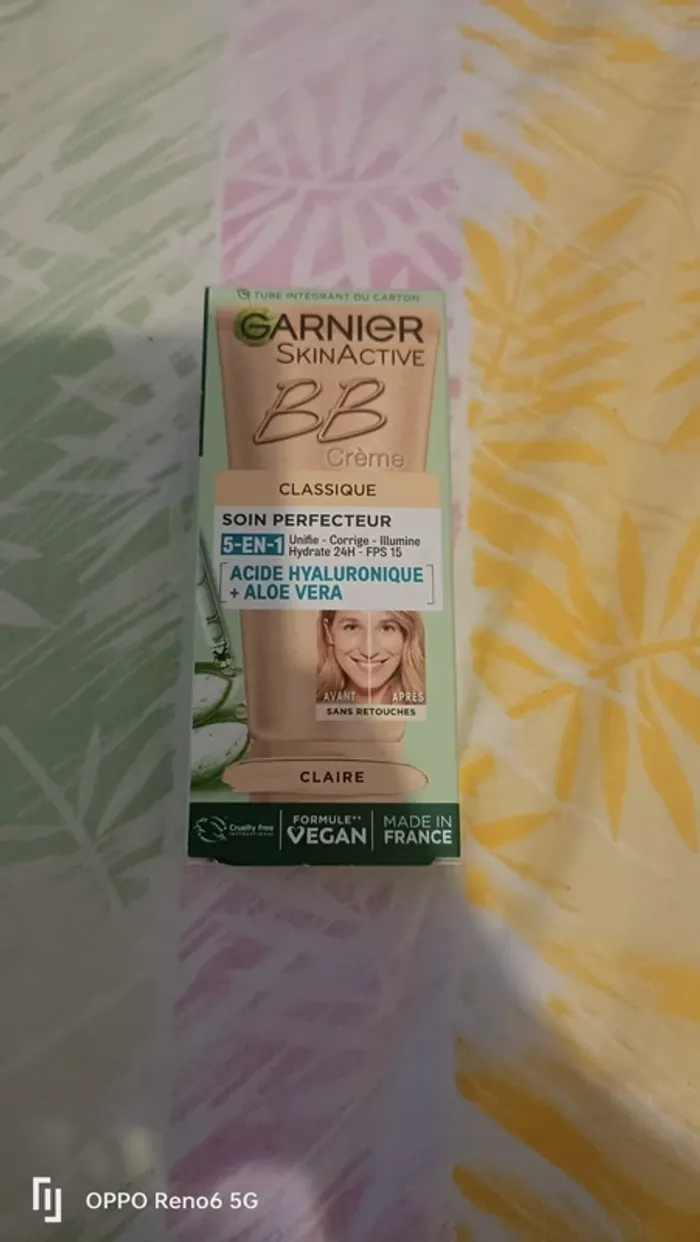 TUBE INTÉGRANT DU CARTON
GARNIER
SKINACTIVE
BB
Crème
CLASSIQUE
SOIN PERFECTEUR
5-EN-1 Unifie - Corrige - Illumine
Hydrate 24H - FPS 15
ACIDE HYALURONIQUE
+ ALOE VERA
AVANT APRÈS
SANS RETOUCHES
CLAIRE
Cruelty Free
INTERNATIONAL
FORMULE**
VEGAN
MADE IN
FRANCE
OPPO Reno6 5G